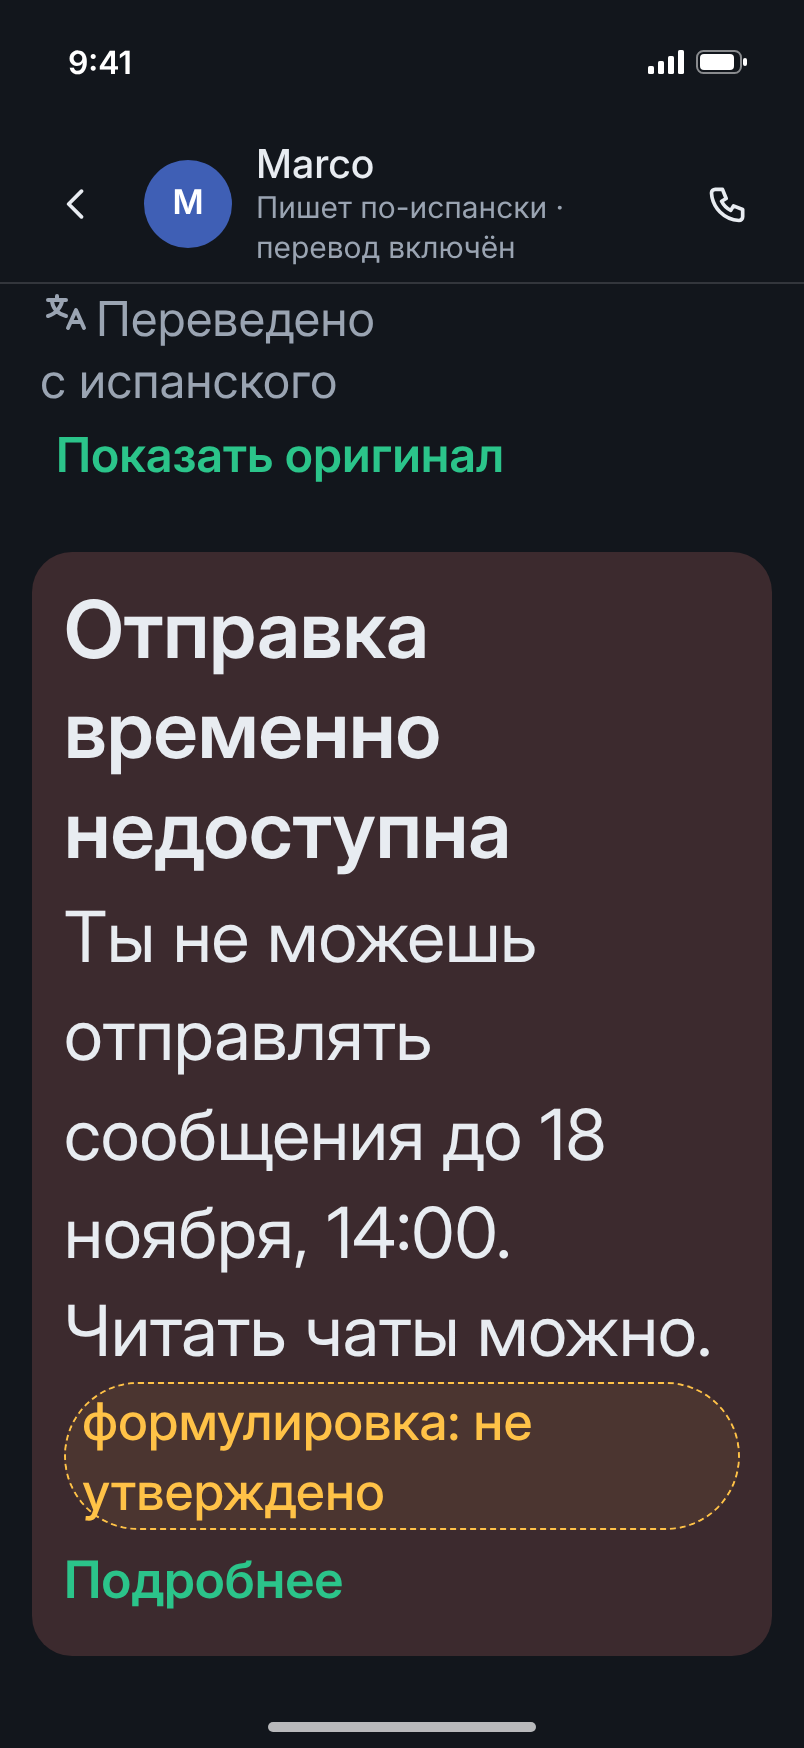 9:41
M
Marco
Пишет по-испански ·
перевод включён
Переведено
с испанского
Показать оригинал
Отправка
временно
недоступна
Ты не можешь
отправлять
сообщения до 18
ноября, 14:00.
Читать чаты можно.
формулировка: не
утверждено
Подробнее